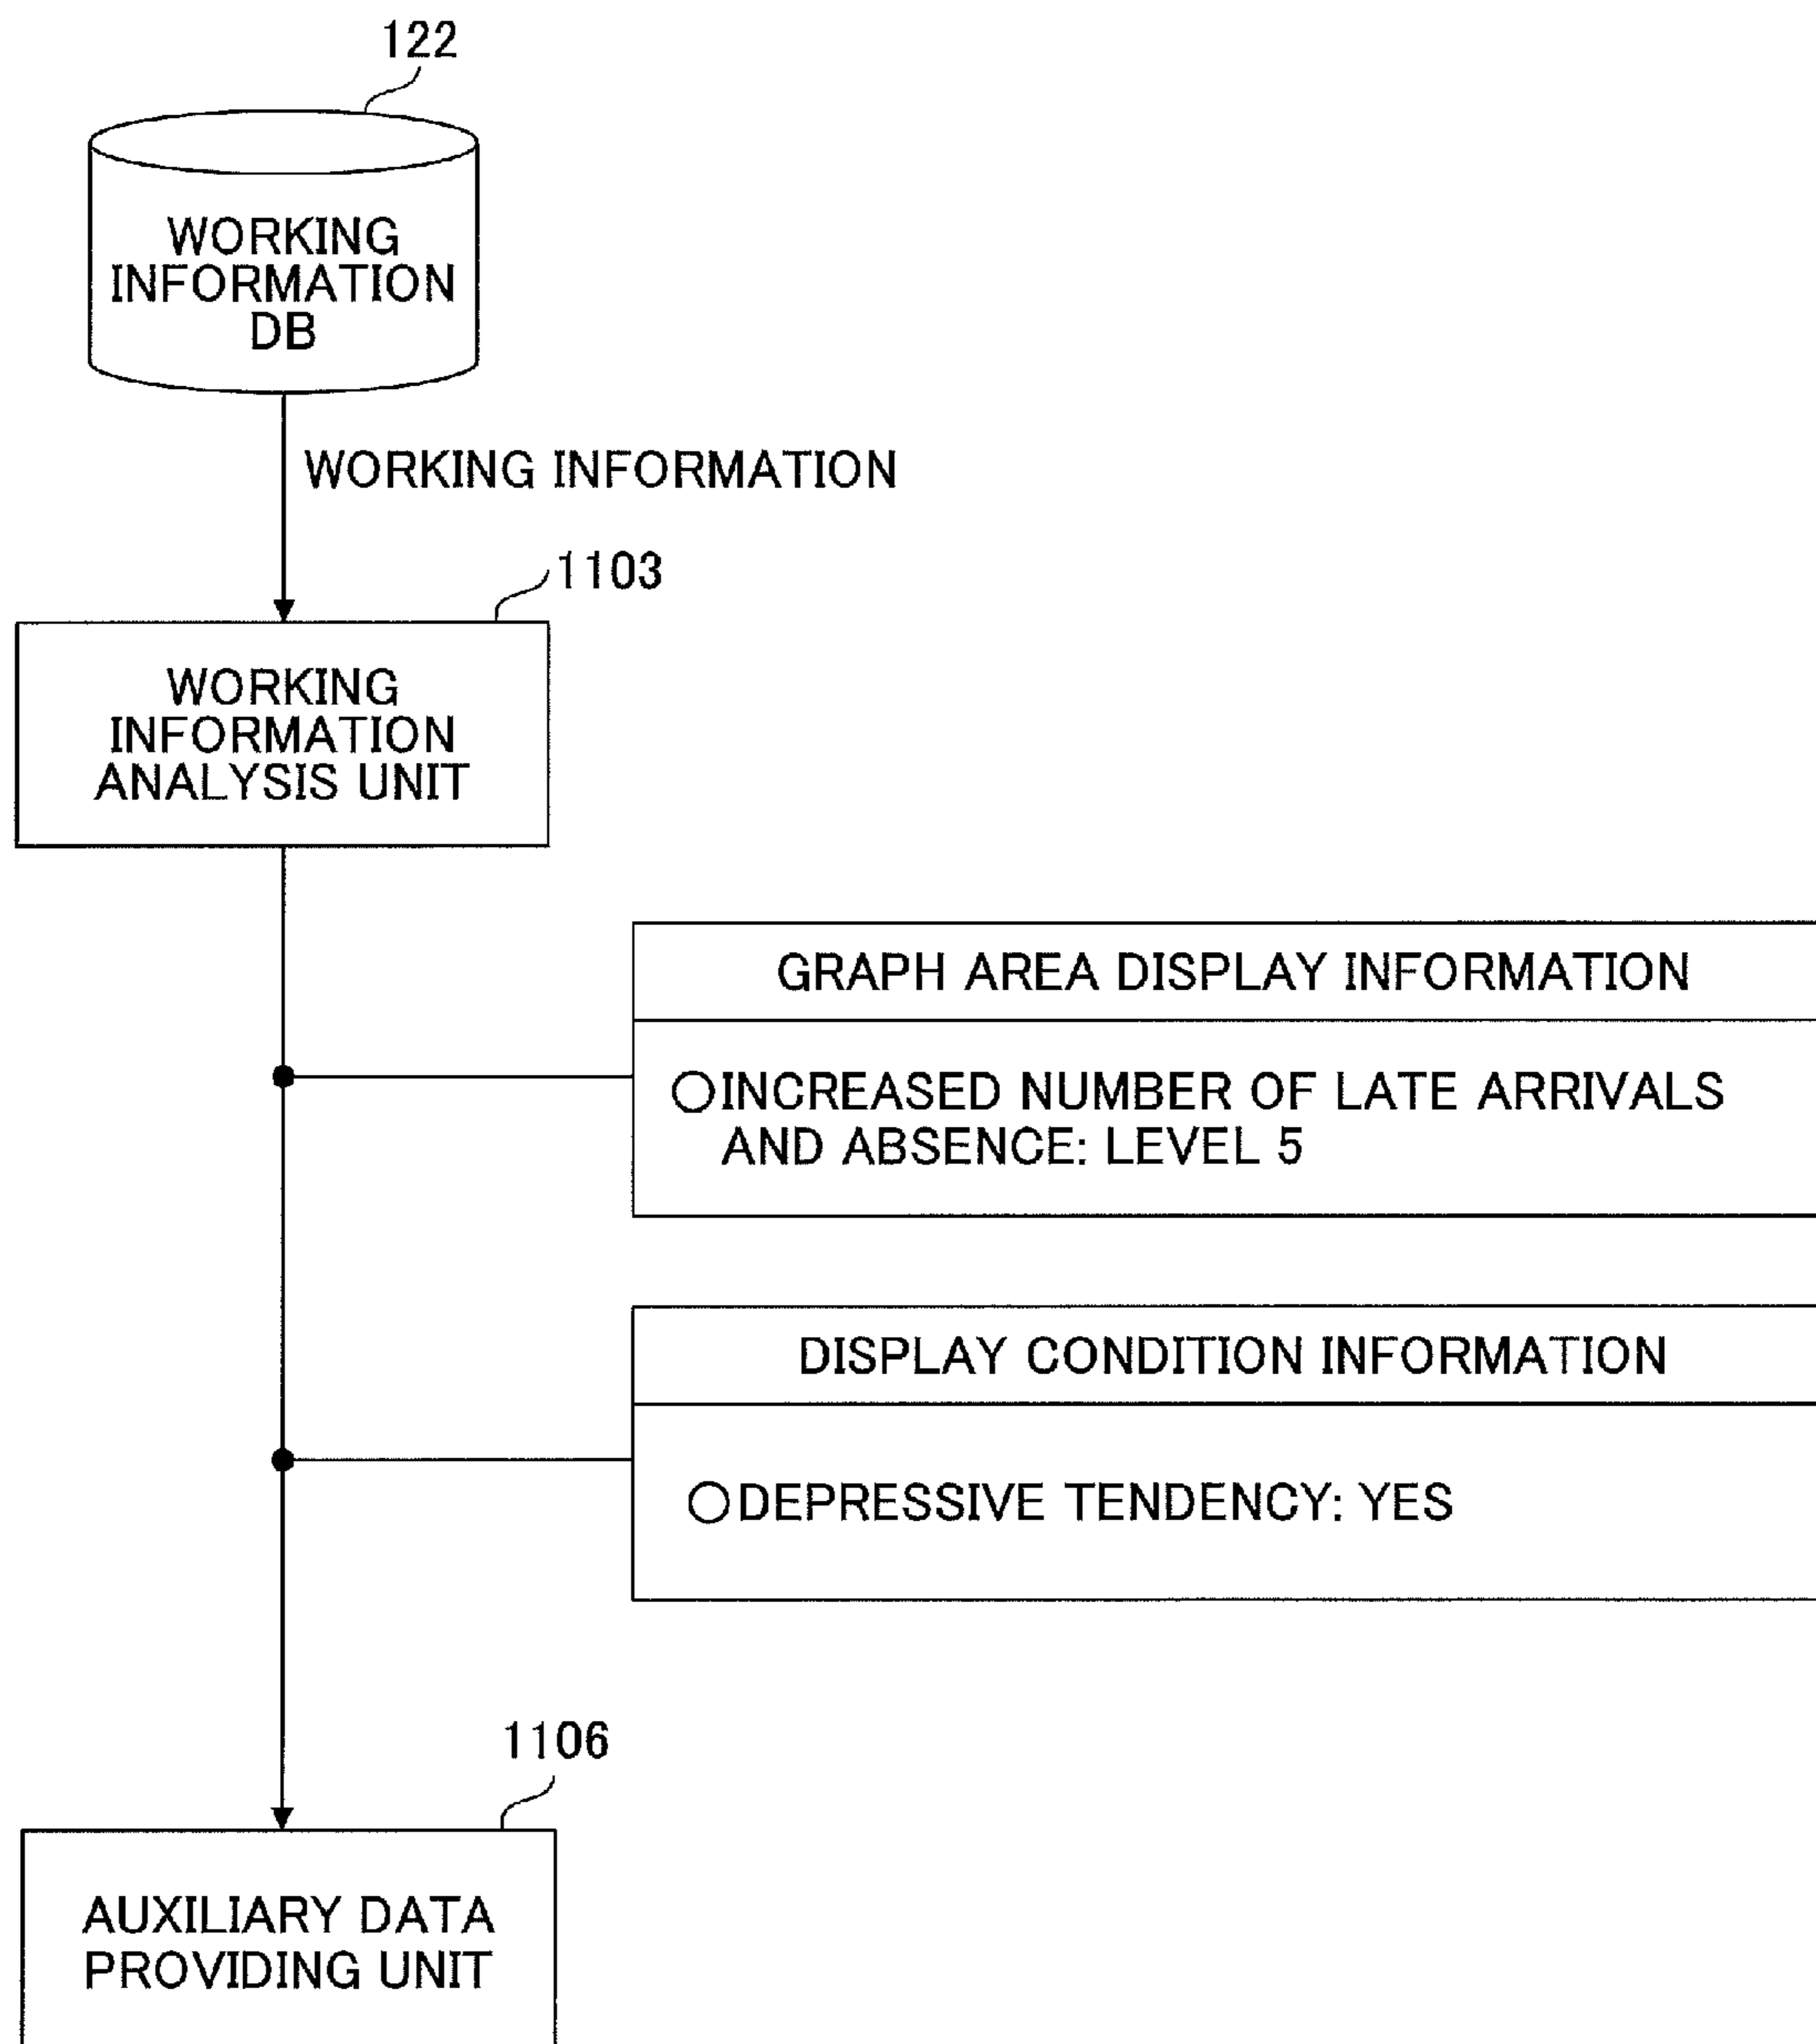 122
WORKING
INFORMATION
DB
WORKING INFORMATION
1103
WORKING
INFORMATION
ANALYSIS UNIT
GRAPH AREA DISPLAY INFORMATION
○INCREASED NUMBER OF LATE ARRIVALS
AND ABSENCE: LEVEL 5
DISPLAY CONDITION INFORMATION
○DEPRESSIVE TENDENCY: YES
1106
AUXILIARY DATA
PROVIDING UNIT